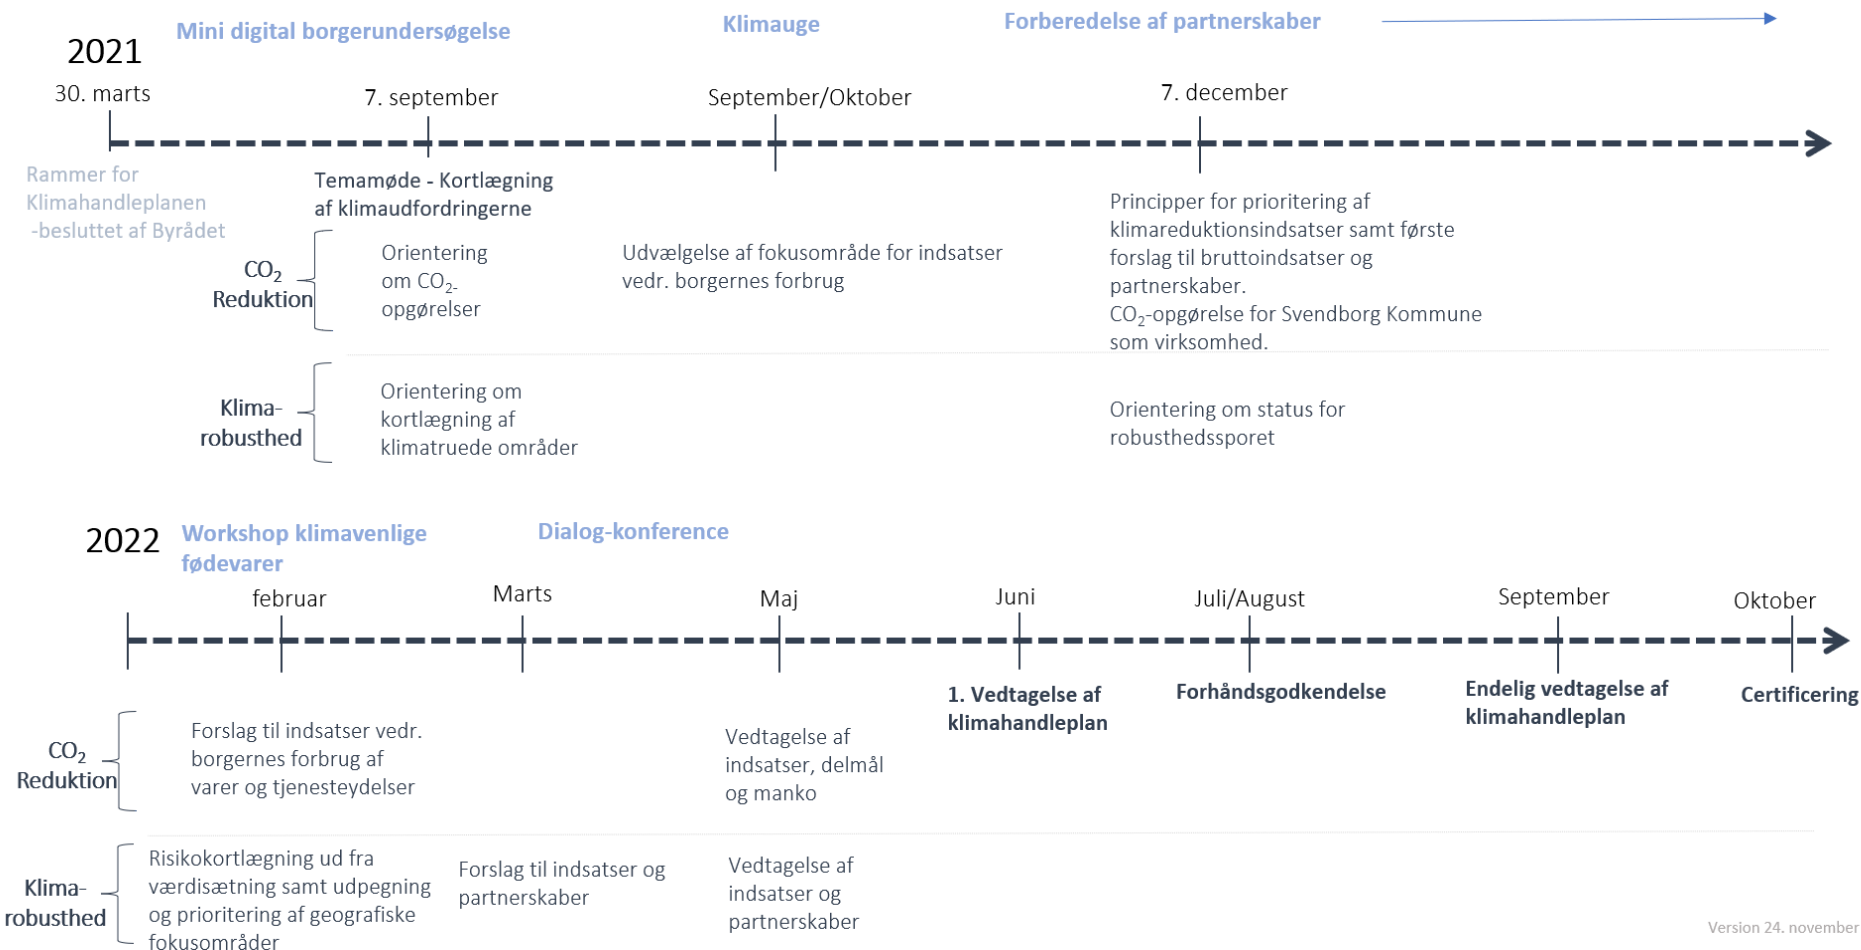 Mini digital borgerundersøgelse
Klimauge
Forberedelse af partnerskaber
2021
30. marts
7. september
September/Oktober
7. december
Rammer for
Klimahandleplanen
-besluttet af Byrådet
Temamøde - Kortlægning
af klimaudfordringerne
CO2
Reduktion
Orientering
om CO2-
opgørelser
Udvælgelse af fokusområde for indsatser
vedr. borgernes forbrug
Principper for prioritering af
klimareduktionsindsatser samt første
forslag til bruttoindsatser og
partnerskaber.
CO2-opgørelse for Svendborg Kommune
som virksomhed.
Klima-
robusthed
Orientering om
kortlægning af
klimatruede områder
Orientering om status for
robusthedssporet
2022
Workshop klimavenlige
fødevarer
Dialog-konference
februar
Marts
Maj
Juni
Juli/August
September
Oktober
1. Vedtagelse af
klimahandleplan
Forhåndsgodkendelse
Endelig vedtagelse af
klimahandleplan
Certificering
CO2
Reduktion
Forslag til indsatser vedr.
borgernes forbrug af
varer og tjenesteydelser
Vedtagelse af
indsatser, delmål
og manko
Klima-
robusthed
Risikokortlægning ud fra
værdisætning samt udpegning
og prioritering af geografiske
fokusområder
Forslag til indsatser og
partnerskaber
Vedtagelse af
indsatser og
partnerskaber
Version 24. november